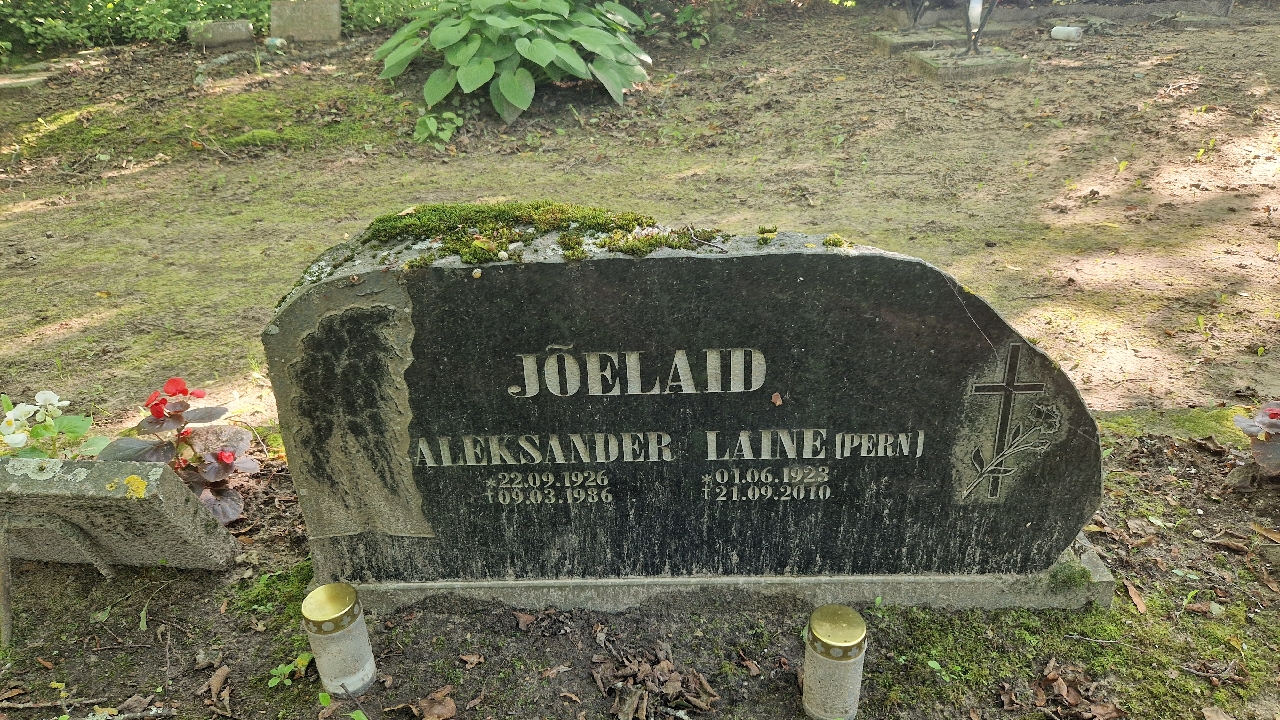 JÕELAID
ALEKSANDER LAINE (PERN)
*22.09.1926 *01.06.1923
†09.03.1986 †21.09.2010